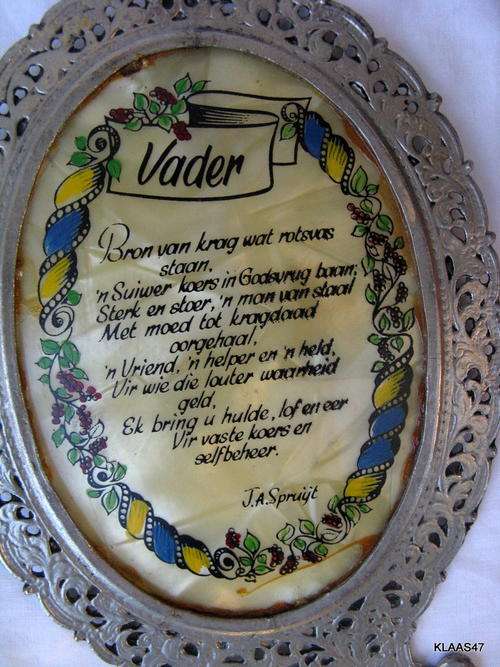 Vader
Bron van krag wat rotsvas
staan,
'n Suiwer koers in Godsvrug baan;
Sterk en stoer, 'n man van staal
Met moed tot kragdaad
oorgehaal,
'n Vriend, 'n helper en 'n held,
Vir wie die louter waarheid
geld,
Ek bring u hulde, lof en eer
Vir vaste koers en
selfbeheer.
J.A. Spruijt
KLAAS47